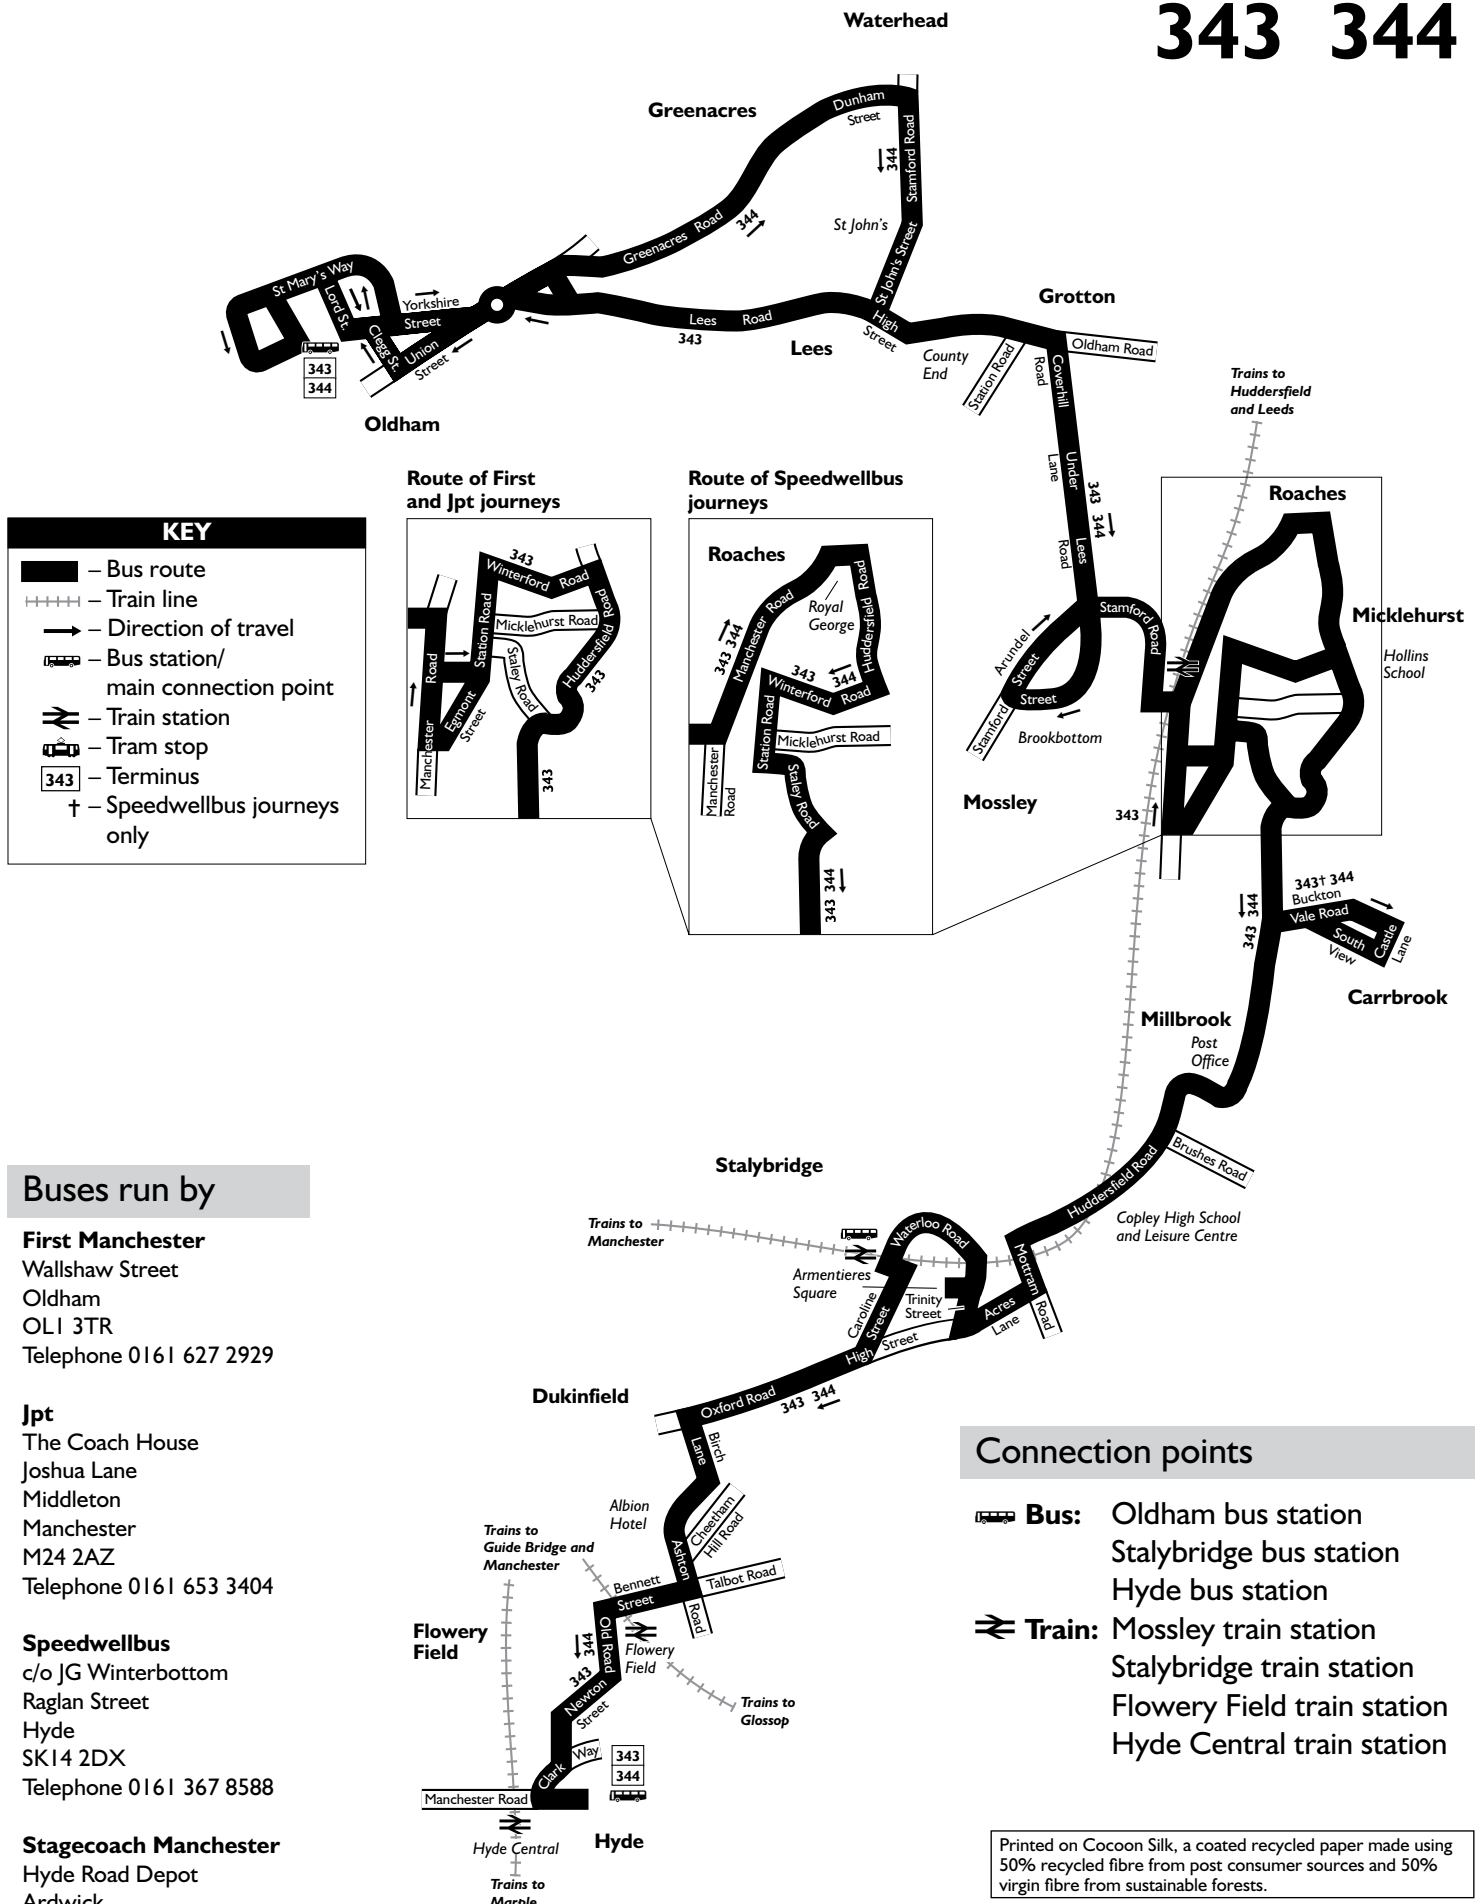 343 344
Waterhead
Greenacres
Dunham
Street
Stamford Road
344
St John's
St John's Street
Greenacres Road
344
St Mary's Way
Lord St.
Yorkshire
Street
Clegg St.
Union
Street
343
344
Oldham
Lees Road
343
Lees
High
Street
County
End
Grotton
Station Road
Oldham Road
Coverhill
Road
Under
Lane
343 344
Lees
Road
Trains to
Huddersfield
and Leeds
Roaches
Micklehurst
Hollins
School
Stamford Road
Arundel
Street
Street
Stamford
Brookbottom
Mossley
343
Route of First
and Jpt journeys
343
Winterford Road
Station Road
Micklehurst Road
Staley Road
Huddersfield Road
343
Manchester Road
Egmont
Street
343
Route of Speedwellbus
journeys
Roaches
Royal
George
Manchester Road
343 344
Huddersfield Road
343 344
Winterford Road
Station Road
Micklehurst Road
Manchester
Road
Staley Road
343 344
KEY
– Bus route
– Train line
– Direction of travel
– Bus station/
main connection point
– Train station
– Tram stop
343 – Terminus
† – Speedwellbus journeys
only
343† 344
Buckton
Vale Road
South
View
Castle
Lane
343 344
Carrbrook
Millbrook
Post
Office
Brushes Road
Huddersfield Road
Copley High School
and Leisure Centre
Stalybridge
Trains to
Manchester
Waterloo Road
Armentieres
Square
Caroline
Street
Trinity
Street
Mottram
Road
Acres
Lane
High Street
Oxford Road
343 344
Dukinfield
Birch
Lane
Albion
Hotel
Cheetham
Hill Road
Ashton
Road
Talbot Road
Bennett
Street
Trains to
Guide Bridge and
Manchester
Flowery
Field
Old Road
343 344
Flowery
Field
Trains to
Glossop
Newton
Street
Clark Way
343
344
Manchester Road
Hyde Central
Hyde
Trains to
Marple
Buses run by
First Manchester
Wallshaw Street
Oldham
OL1 3TR
Telephone 0161 627 2929
Jpt
The Coach House
Joshua Lane
Middleton
Manchester
M24 2AZ
Telephone 0161 653 3404
Speedwellbus
c/o JG Winterbottom
Raglan Street
Hyde
SK14 2DX
Telephone 0161 367 8588
Stagecoach Manchester
Hyde Road Depot
Ardwick
Connection points
Bus: Oldham bus station
Stalybridge bus station
Hyde bus station
Train: Mossley train station
Stalybridge train station
Flowery Field train station
Hyde Central train station
Printed on Cocoon Silk, a coated recycled paper made using
50% recycled fibre from post consumer sources and 50%
virgin fibre from sustainable forests.